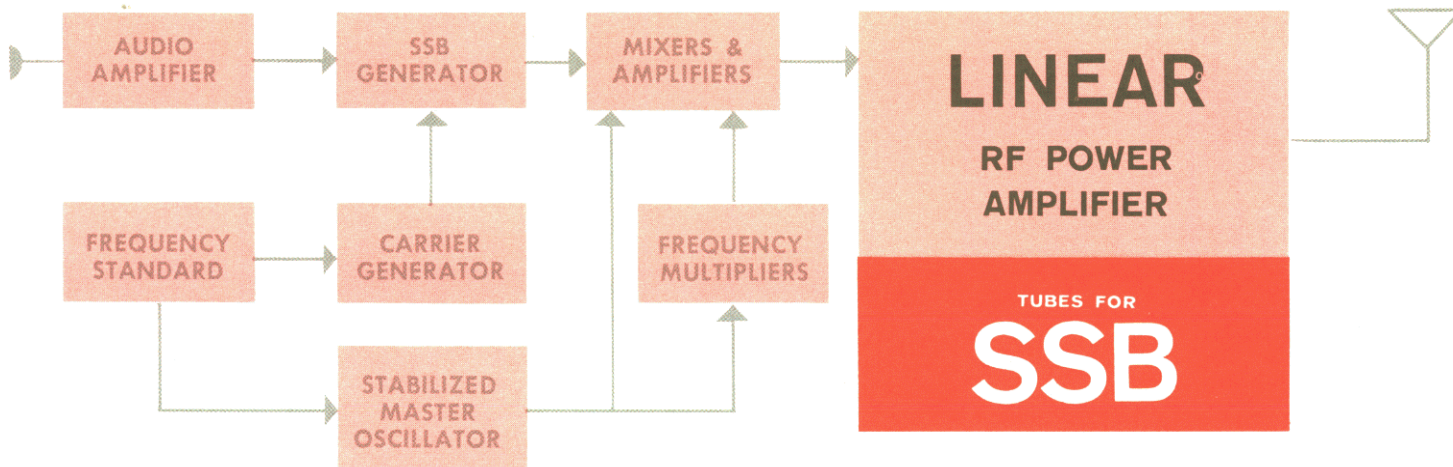 AUDIO
AMPLIFIER
SSB
GENERATOR
MIXERS &
AMPLIFIERS
LINEAR
RF POWER
AMPLIFIER
FREQUENCY
STANDARD
CARRIER
GENERATOR
FREQUENCY
MULTIPLIERS
TUBES FOR
SSB
STABILIZED
MASTER
OSCILLATOR